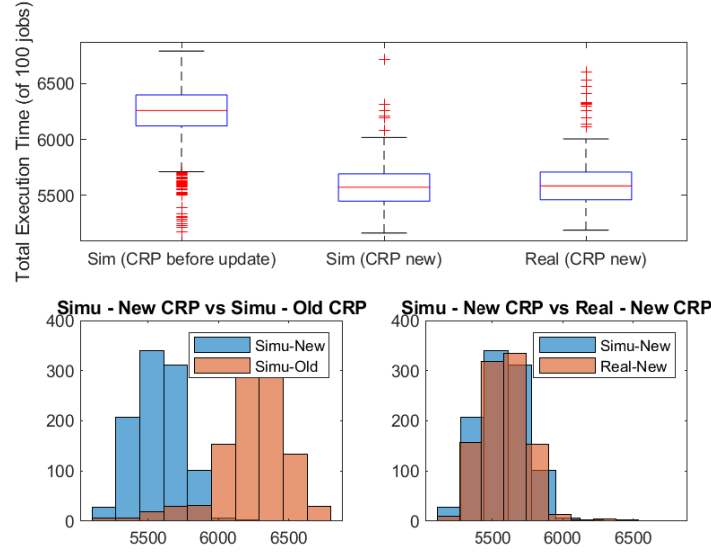 Total Execution Time (of 100 jobs)
6500
6000
5500
Sim (CRP before update)
Sim (CRP new)
Real (CRP new)
Simu - New CRP vs Simu - Old CRP
400
300
200
100
0
5500
6000
6500
Simu-New
Simu-Old
Simu - New CRP vs Real - New CRP
400
300
200
100
0
5500
6000
6500
Simu-New
Real-New